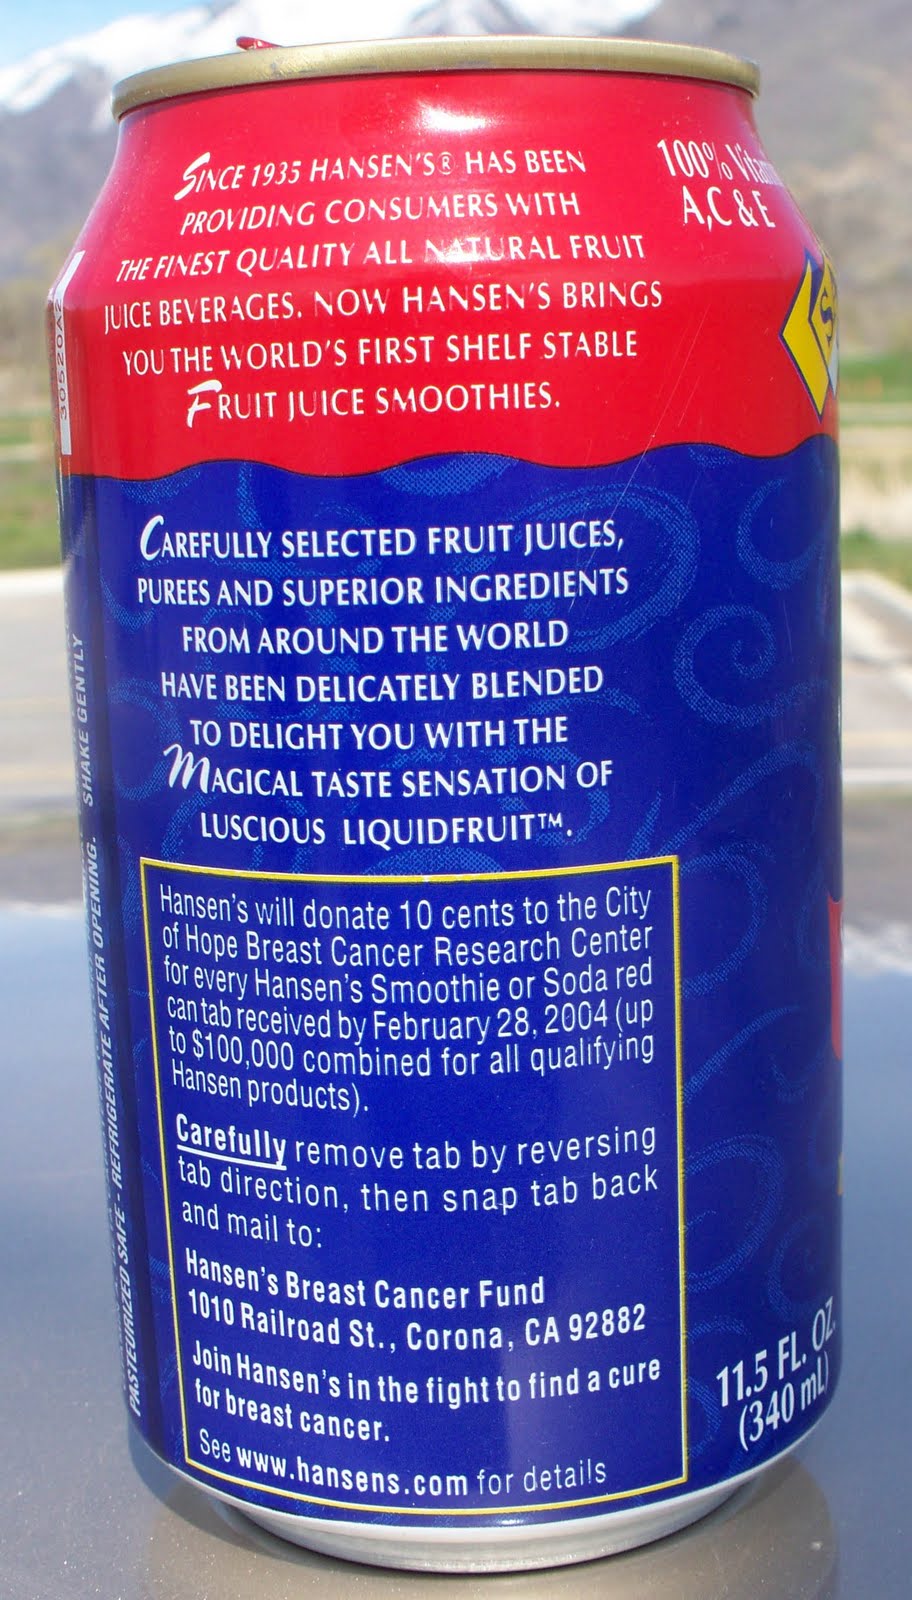 SINCE 1935 HANSEN'S® HAS BEEN
PROVIDING CONSUMERS WITH
THE FINEST QUALITY ALL NATURAL FRUIT
JUICE BEVERAGES. NOW HANSEN'S BRINGS
YOU THE WORLD'S FIRST SHELF STABLE
FRUIT JUICE SMOOTHIES.
100%
A,C & E
CAREFULLY SELECTED FRUIT JUICES,
PUREES AND SUPERIOR INGREDIENTS
FROM AROUND THE WORLD
HAVE BEEN DELICATELY BLENDED
TO DELIGHT YOU WITH THE
MAGICAL TASTE SENSATION OF
LUSCIOUS LIQUIDFRUIT™.
Hansen's will donate 10 cents to the City
of Hope Breast Cancer Research Center
for every Hansen's Smoothie or Soda red
can tab received by February 28, 2004 (up
to $100,000 combined for all qualifying
Hansen products).
Carefully remove tab by reversing
tab direction, then snap tab back
and mail to:
Hansen's Breast Cancer Fund
1010 Railroad St., Corona, CA 92882
Join Hansen's in the fight to find a cure
for breast cancer.
See www.hansens.com for details
11.5 FL. OZ.
(340 mL)
30520A2
SHAKE GENTLY
PASTEURIZED SAFE - REFRIGERATE AFTER OPENING.